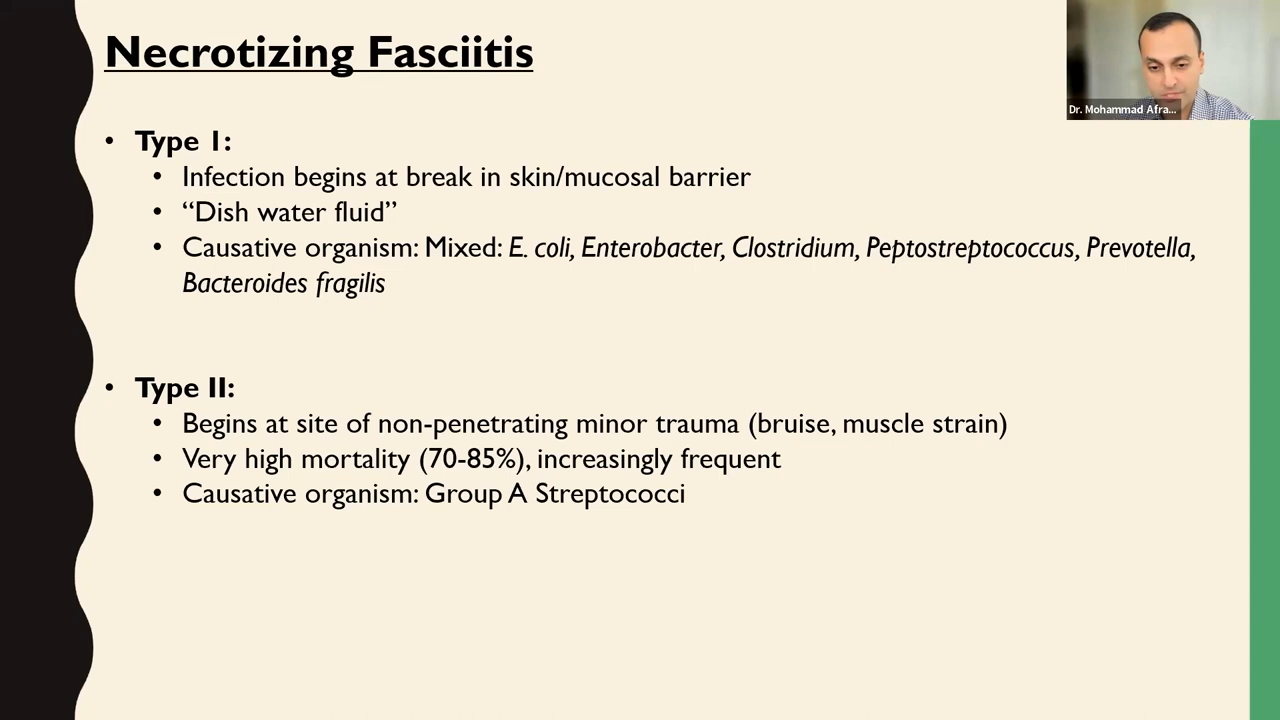 Necrotizing Fasciitis
Dr. Mohammad Afra...
• Type I:
• Infection begins at break in skin/mucosal barrier
• “Dish water fluid”
• Causative organism: Mixed: E. coli, Enterobacter, Clostridium, Peptostreptococcus, Prevotella,
Bacteroides fragilis
• Type II:
• Begins at site of non-penetrating minor trauma (bruise, muscle strain)
• Very high mortality (70-85%), increasingly frequent
• Causative organism: Group A Streptococci